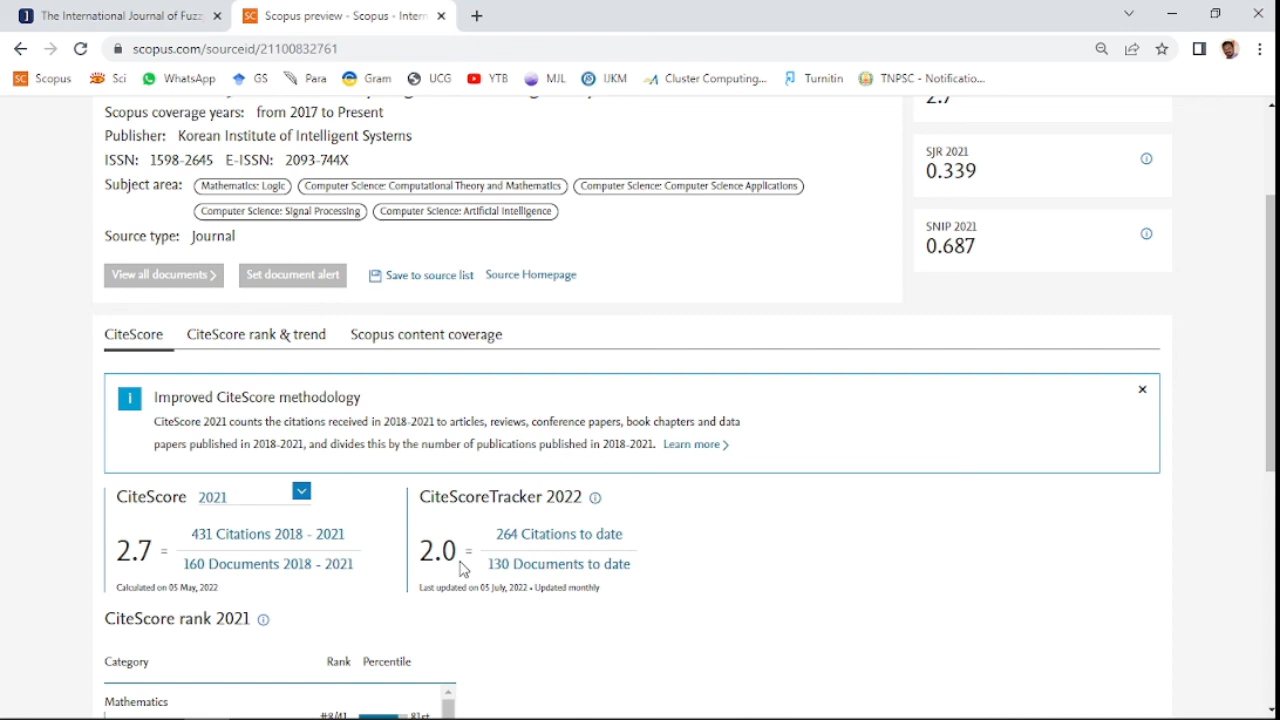 The International Journal of Fuzz
Scopus preview - Scopus - Intern
scopus.com/sourceid/21100832761
Scopus
Sci
WhatsApp
GS
Para
Gram
UCG
YTB
MJL
IJKM
Cluster Computing...
Turnitin
TNPSC - Notificatio...
2.7
Scopus coverage years: from 2017 to Present
Publisher: Korean Institute of Intelligent Systems
ISSN: 1598-2645 E-ISSN: 2093-744X
Subject area: Mathematics: Logic Computer Science: Computational Theory and Mathematics Computer Science: Computer Science Applications
Computer Science: Signal Processing Computer Science: Artificial Intelligence
Source type: Journal
View all documents > Set document alert Save to source list Source Homepage
SJR 2021
0.339
SNIP 2021
0.687
CiteScore CiteScore rank & trend Scopus content coverage
i Improved CiteScore methodology
CiteScore 2021 counts the citations received in 2018-2021 to articles, reviews, conference papers, book chapters and data
papers published in 2018-2021, and divides this by the number of publications published in 2018-2021. Learn more >
CiteScore 2021
2.7 =
431 Citations 2018 - 2021
160 Documents 2018 - 2021
Calculated on 05 May, 2022
CiteScoreTracker 2022
2.0 =
264 Citations to date
130 Documents to date
Last updated on 05 July, 2022 • Updated monthly
CiteScore rank 2021
Category Rank Percentile
Mathematics
#8/41 81st